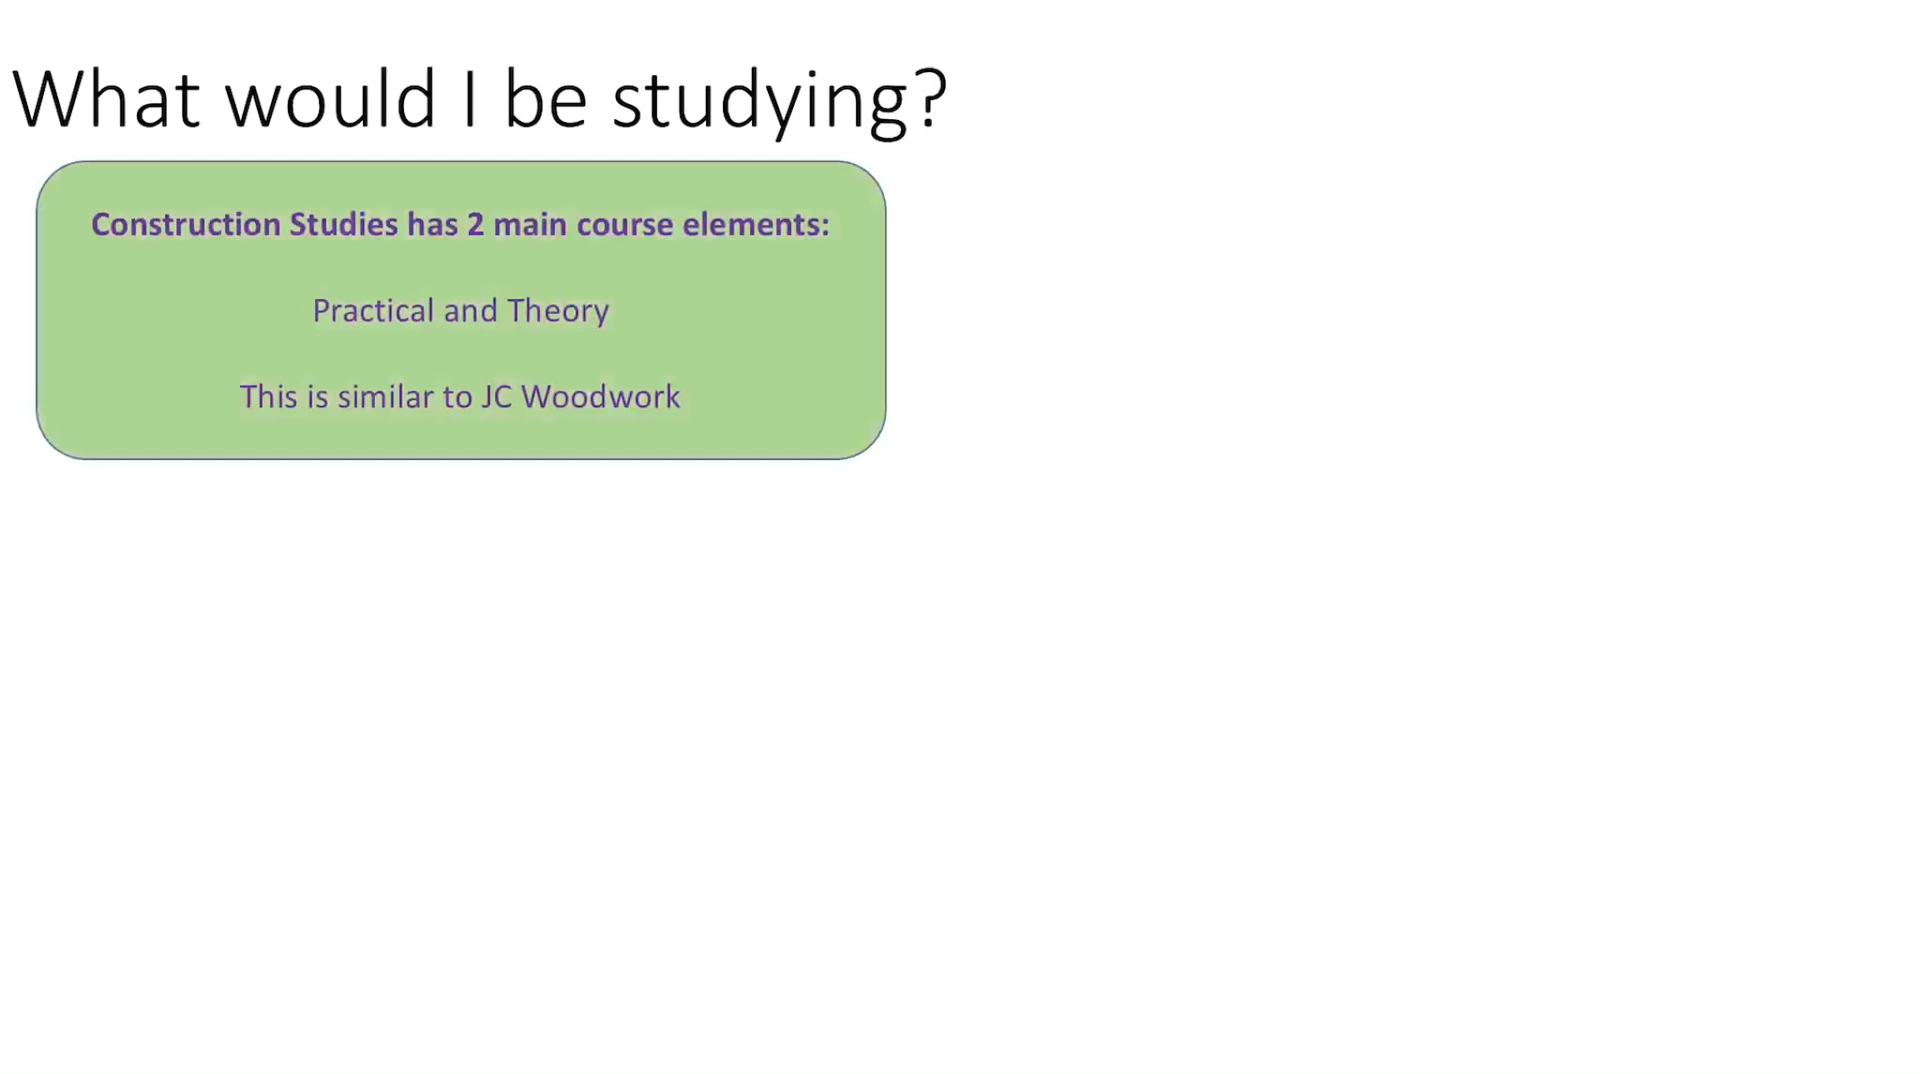 What would I be studying?
Construction Studies has 2 main course elements:
Practical and Theory
This is similar to JC Woodwork